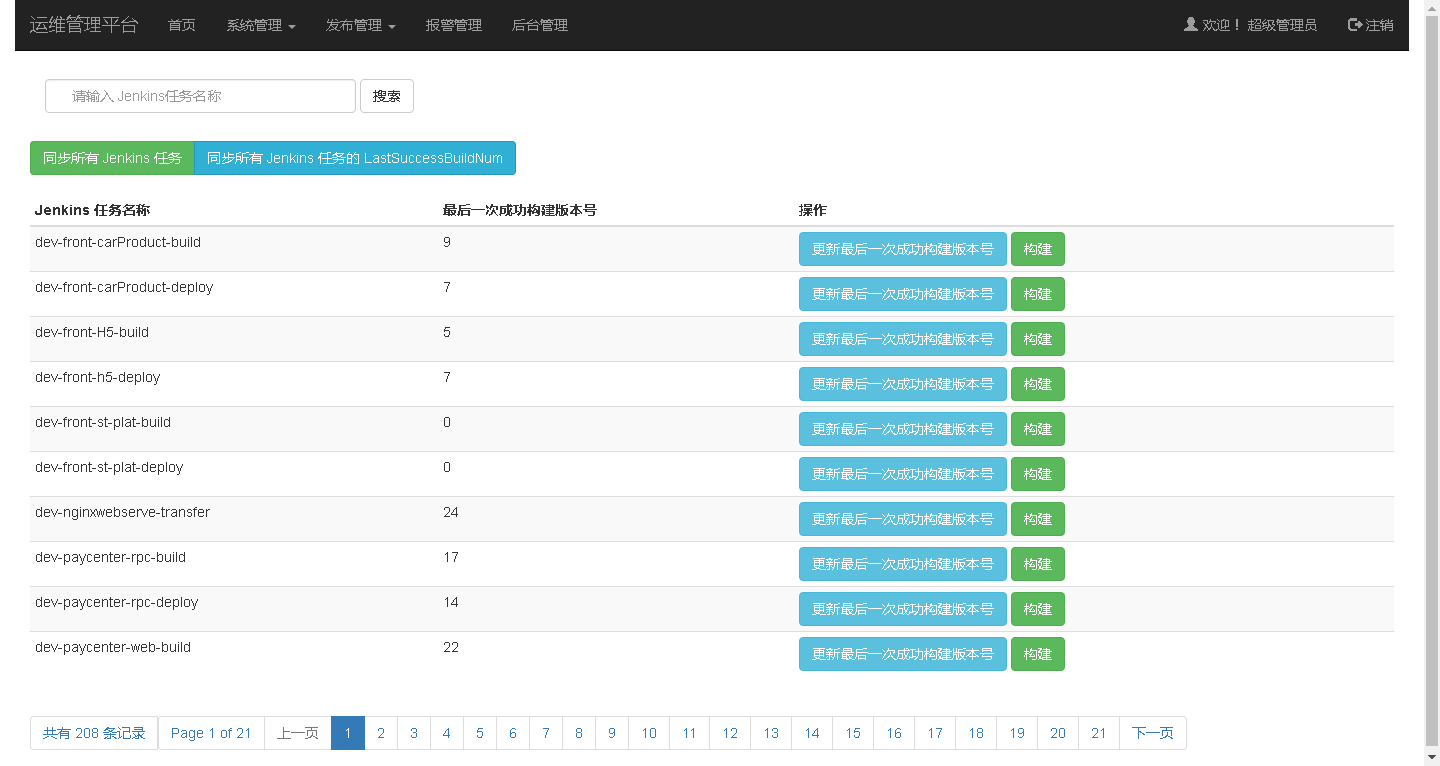 运维管理平台 首页 系统管理 发布管理 报警管理 后台管理 欢迎！ 超级管理员 注销
请输入 Jenkins任务名称 搜索
同步所有 Jenkins 任务 同步所有 Jenkins 任务的 LastSuccessBuildNum
Jenkins 任务名称 最后一次成功构建版本号 操作
dev-front-carProduct-build 9 更新最后一次成功构建版本号 构建
dev-front-carProduct-deploy 7 更新最后一次成功构建版本号 构建
dev-front-H5-build 5 更新最后一次成功构建版本号 构建
dev-front-h5-deploy 7 更新最后一次成功构建版本号 构建
dev-front-st-plat-build 0 更新最后一次成功构建版本号 构建
dev-front-st-plat-deploy 0 更新最后一次成功构建版本号 构建
dev-nginxwebserve-transfer 24 更新最后一次成功构建版本号 构建
dev-paycenter-rpc-build 17 更新最后一次成功构建版本号 构建
dev-paycenter-rpc-deploy 14 更新最后一次成功构建版本号 构建
dev-paycenter-web-build 22 更新最后一次成功构建版本号 构建
共有 208 条记录 Page 1 of 21 上一页 1 2 3 4 5 6 7 8 9 10 11 12 13 14 15 16 17 18 19 20 21 下一页